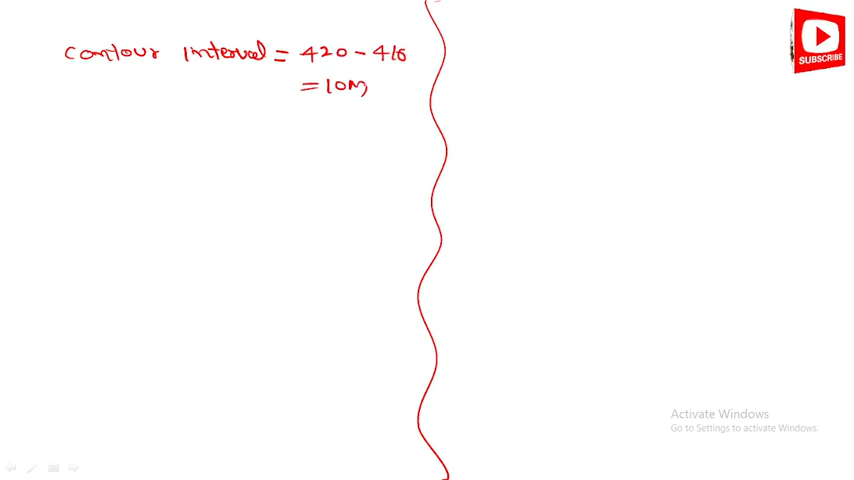 contour interval = 420 - 410
= 10m
SUBSCRIBE
Activate Windows
Go to Settings to activate Windows.